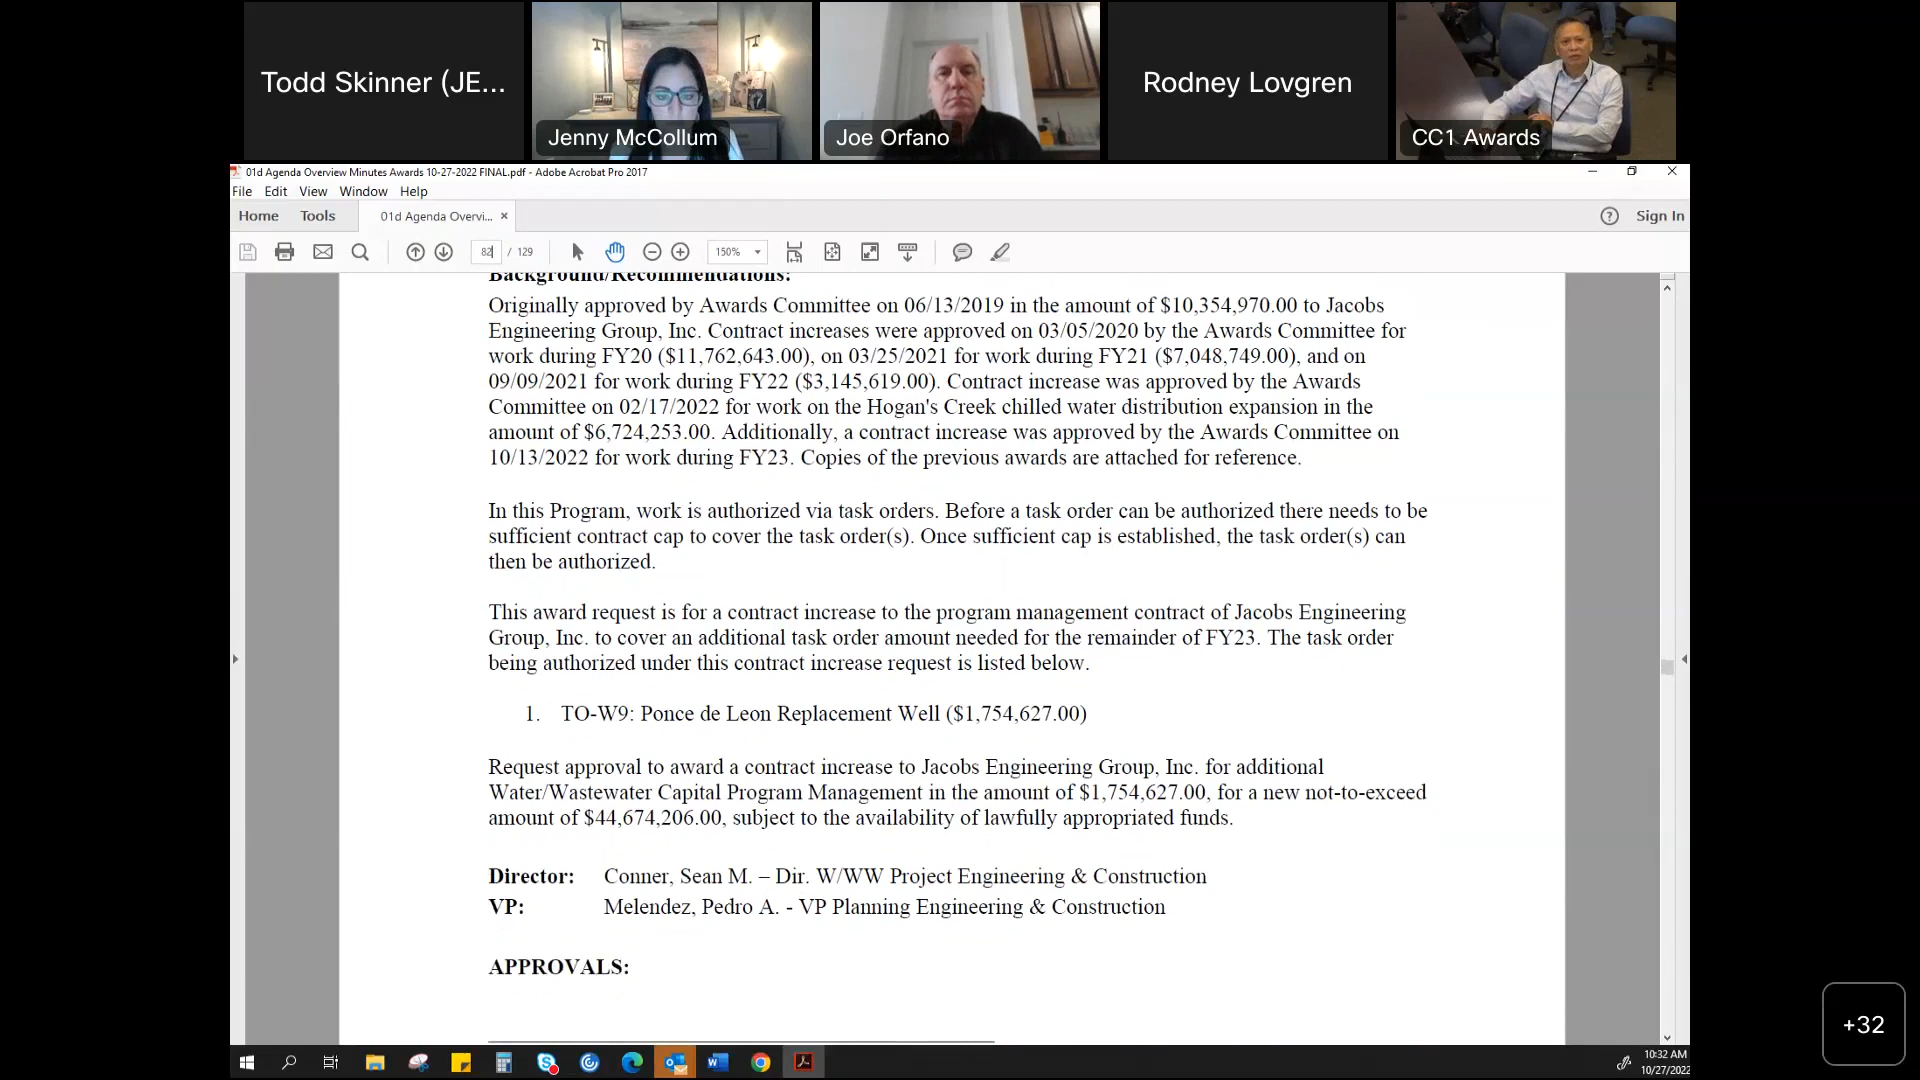 Todd Skinner (JE...
Jenny McCollum
Joe Orfano
Rodney Lovgren
CC1 Awards
01d Agenda Overview Minutes Awards 10-27-2022 FINAL.pdf - Adobe Acrobat Pro 2017
File Edit View Window Help
Home Tools 01d Agenda Overvi... × Sign In
82 / 129 150%
Background/Recommendations:
Originally approved by Awards Committee on 06/13/2019 in the amount of $10,354,970.00 to Jacobs
Engineering Group, Inc. Contract increases were approved on 03/05/2020 by the Awards Committee for
work during FY20 ($11,762,643.00), on 03/25/2021 for work during FY21 ($7,048,749.00), and on
09/09/2021 for work during FY22 ($3,145,619.00). Contract increase was approved by the Awards
Committee on 02/17/2022 for work on the Hogan's Creek chilled water distribution expansion in the
amount of $6,724,253.00. Additionally, a contract increase was approved by the Awards Committee on
10/13/2022 for work during FY23. Copies of the previous awards are attached for reference.
In this Program, work is authorized via task orders. Before a task order can be authorized there needs to be
sufficient contract cap to cover the task order(s). Once sufficient cap is established, the task order(s) can
then be authorized.
This award request is for a contract increase to the program management contract of Jacobs Engineering
Group, Inc. to cover an additional task order amount needed for the remainder of FY23. The task order
being authorized under this contract increase request is listed below.
1. TO-W9: Ponce de Leon Replacement Well ($1,754,627.00)
Request approval to award a contract increase to Jacobs Engineering Group, Inc. for additional
Water/Wastewater Capital Program Management in the amount of $1,754,627.00, for a new not-to-exceed
amount of $44,674,206.00, subject to the availability of lawfully appropriated funds.
Director: Conner, Sean M. – Dir. W/WW Project Engineering & Construction
VP: Melendez, Pedro A. - VP Planning Engineering & Construction
APPROVALS:
+32
10:32 AM
10/27/2022